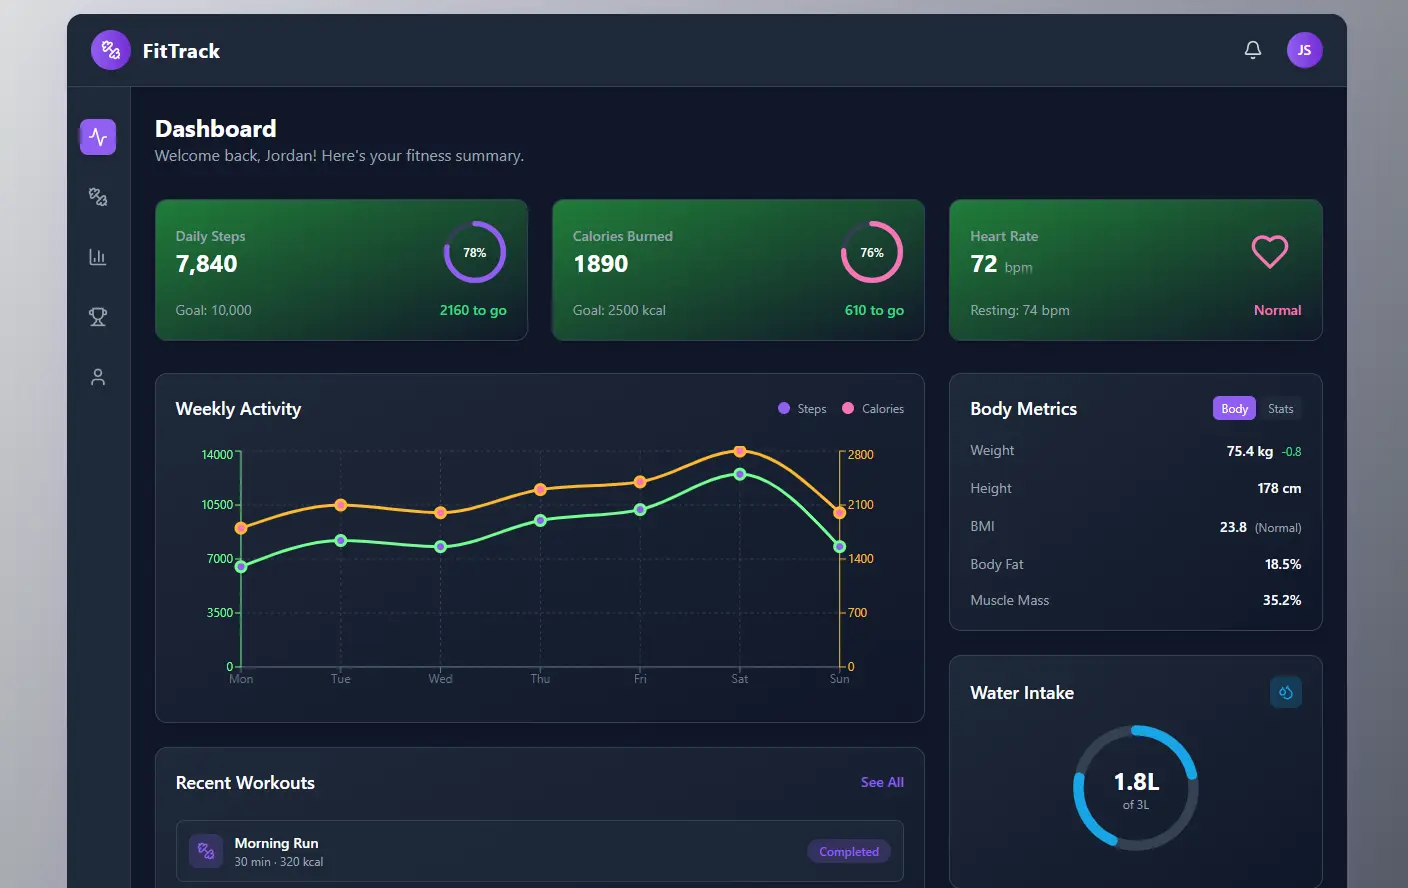 FitTrack
JS
Dashboard
Welcome back, Jordan! Here's your fitness summary.
Daily Steps
7,840
78%
Goal: 10,000
2160 to go
Calories Burned
1890
76%
Goal: 2500 kcal
610 to go
Heart Rate
72 bpm
Resting: 74 bpm
Normal
Weekly Activity
Steps
Calories
14000
10500
7000
3500
0
2800
2100
1400
700
0
Mon
Tue
Wed
Thu
Fri
Sat
Sun
Body Metrics
Body
Stats
Weight
75.4 kg -0.8
Height
178 cm
BMI
23.8 (Normal)
Body Fat
18.5%
Muscle Mass
35.2%
Recent Workouts
See All
Morning Run
30 min · 320 kcal
Completed
Water Intake
1.8L
of 3L